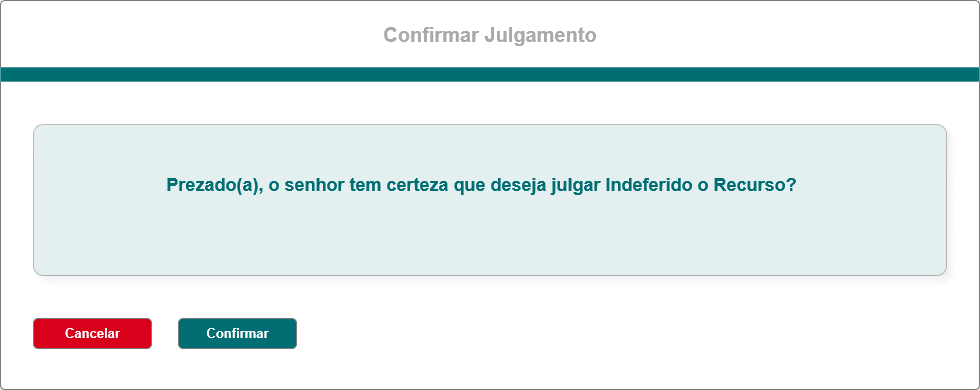 Confirmar Julgamento
Prezado(a), o senhor tem certeza que deseja julgar Indeferido o Recurso?
Cancelar
Confirmar